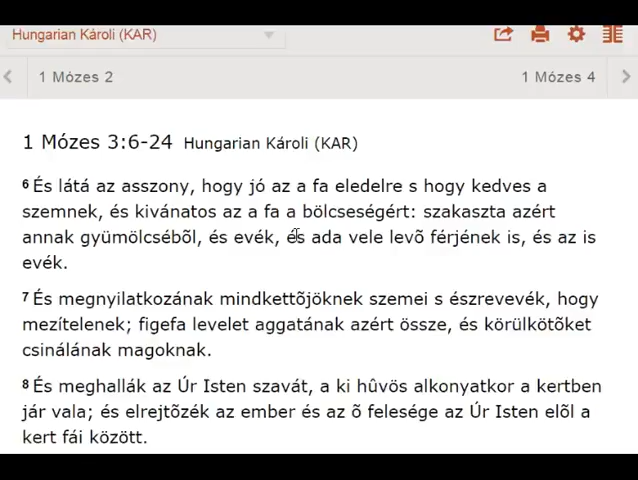 Hungarian Károli (KAR)
1 Mózes 2
1 Mózes 4
1 Mózes 3:6-24 Hungarian Károli (KAR)
6 És látá az asszony, hogy jó az a fa eledelre s hogy kedves a
szemnek, és kivánatos az a fa a bölcseségért: szakaszta azért
annak gyümölcsébõl, és evék, és ada vele levõ férjének is, és az is
evék.
7 És megnyilatkozának mindkettõjöknek szemei s észrevevék, hogy
mezítelenek; figefa levelet aggatának azért össze, és körülkötõket
csinálának magoknak.
8 És meghallák az Úr Isten szavát, a ki hûvös alkonyatkor a kertben
jár vala; és elrejtõzék az ember és az õ felesége az Úr Isten elõl a
kert fái között.